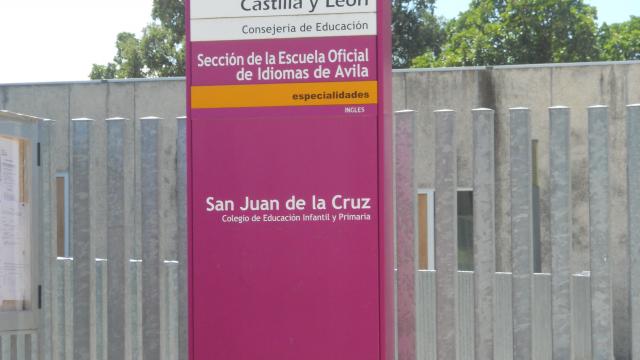 Castilla y León
Consejería de Educación
Sección de la Escuela Oficial
de Idiomas de Avila
especialidades
INGLES
San Juan de la Cruz
Colegio de Educación Infantil y Primaria